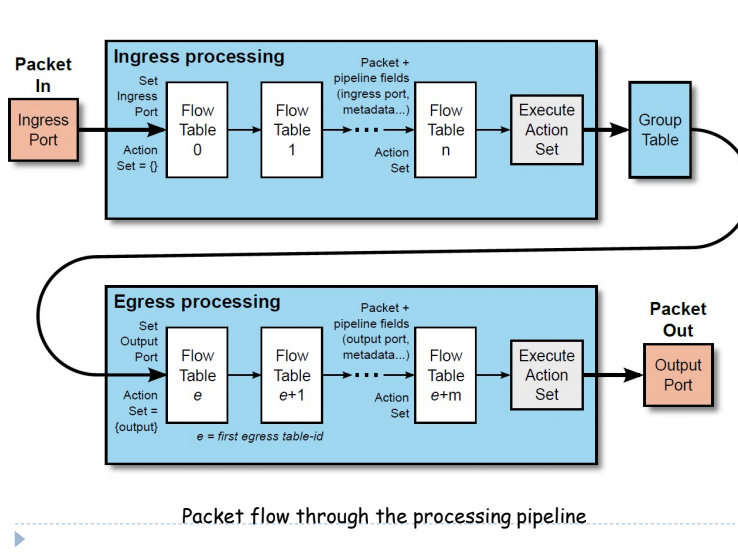 Packet
In
Ingress
Port
Ingress processing
Set
Ingress
Port
Action
Set = {}
Flow
Table
0
Flow
Table
1
Packet +
pipeline fields
(ingress port,
metadata...)
Action
Set
Flow
Table
n
Execute
Action
Set
Group
Table
Egress processing
Set
Output
Port
Action
Set =
{output}
Flow
Table
e
Flow
Table
e+1
e = first egress table-id
Packet +
pipeline fields
(output port,
metadata...)
Action
Set
Flow
Table
e+m
Execute
Action
Set
Packet
Out
Output
Port
Packet flow through the processing pipeline